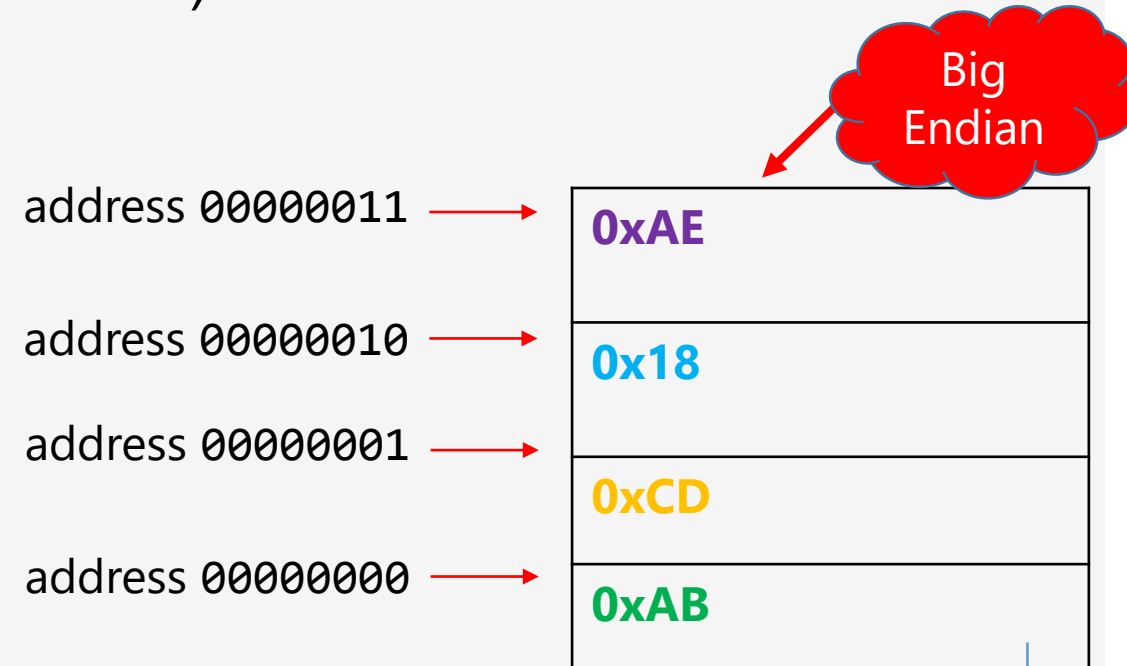 Big
Endian
address 00000011
0xAE
address 00000010
0x18
address 00000001
0xCD
address 00000000
0xAB